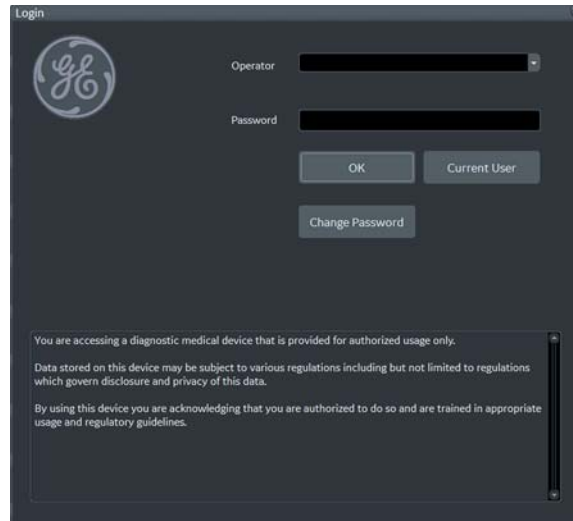 Login
GE
Operator
Password
OK
Current User
Change Password
You are accessing a diagnostic medical device that is provided for authorized usage only.
Data stored on this device may be subject to various regulations including but not limited to regulations
which govern disclosure and privacy of this data.
By using this device you are acknowledging that you are authorized to do so and are trained in appropriate
usage and regulatory guidelines.